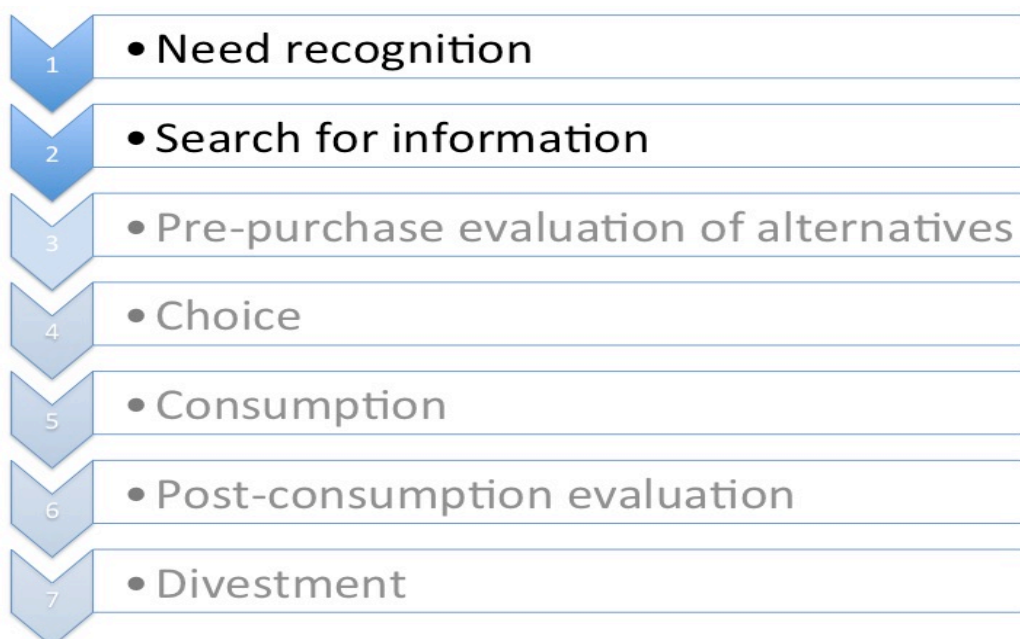 1 • Need recognition
2 • Search for information
3 • Pre-purchase evaluation of alternatives
4 • Choice
5 • Consumption
6 • Post-consumption evaluation
7 • Divestment